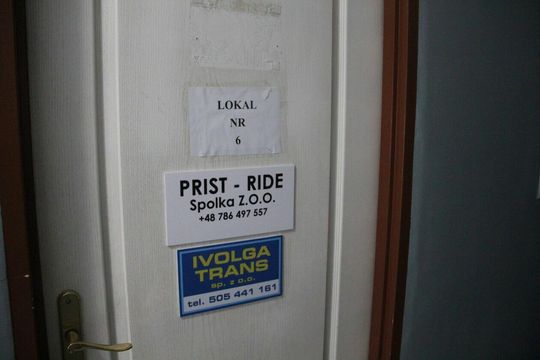 LOKAL
NR
6
PRIST - RIDE
Spolka Z.O.O.
+48 786 497 557
IVOLGA
TRANS
sp. z o.o.
tel. 505 441 161